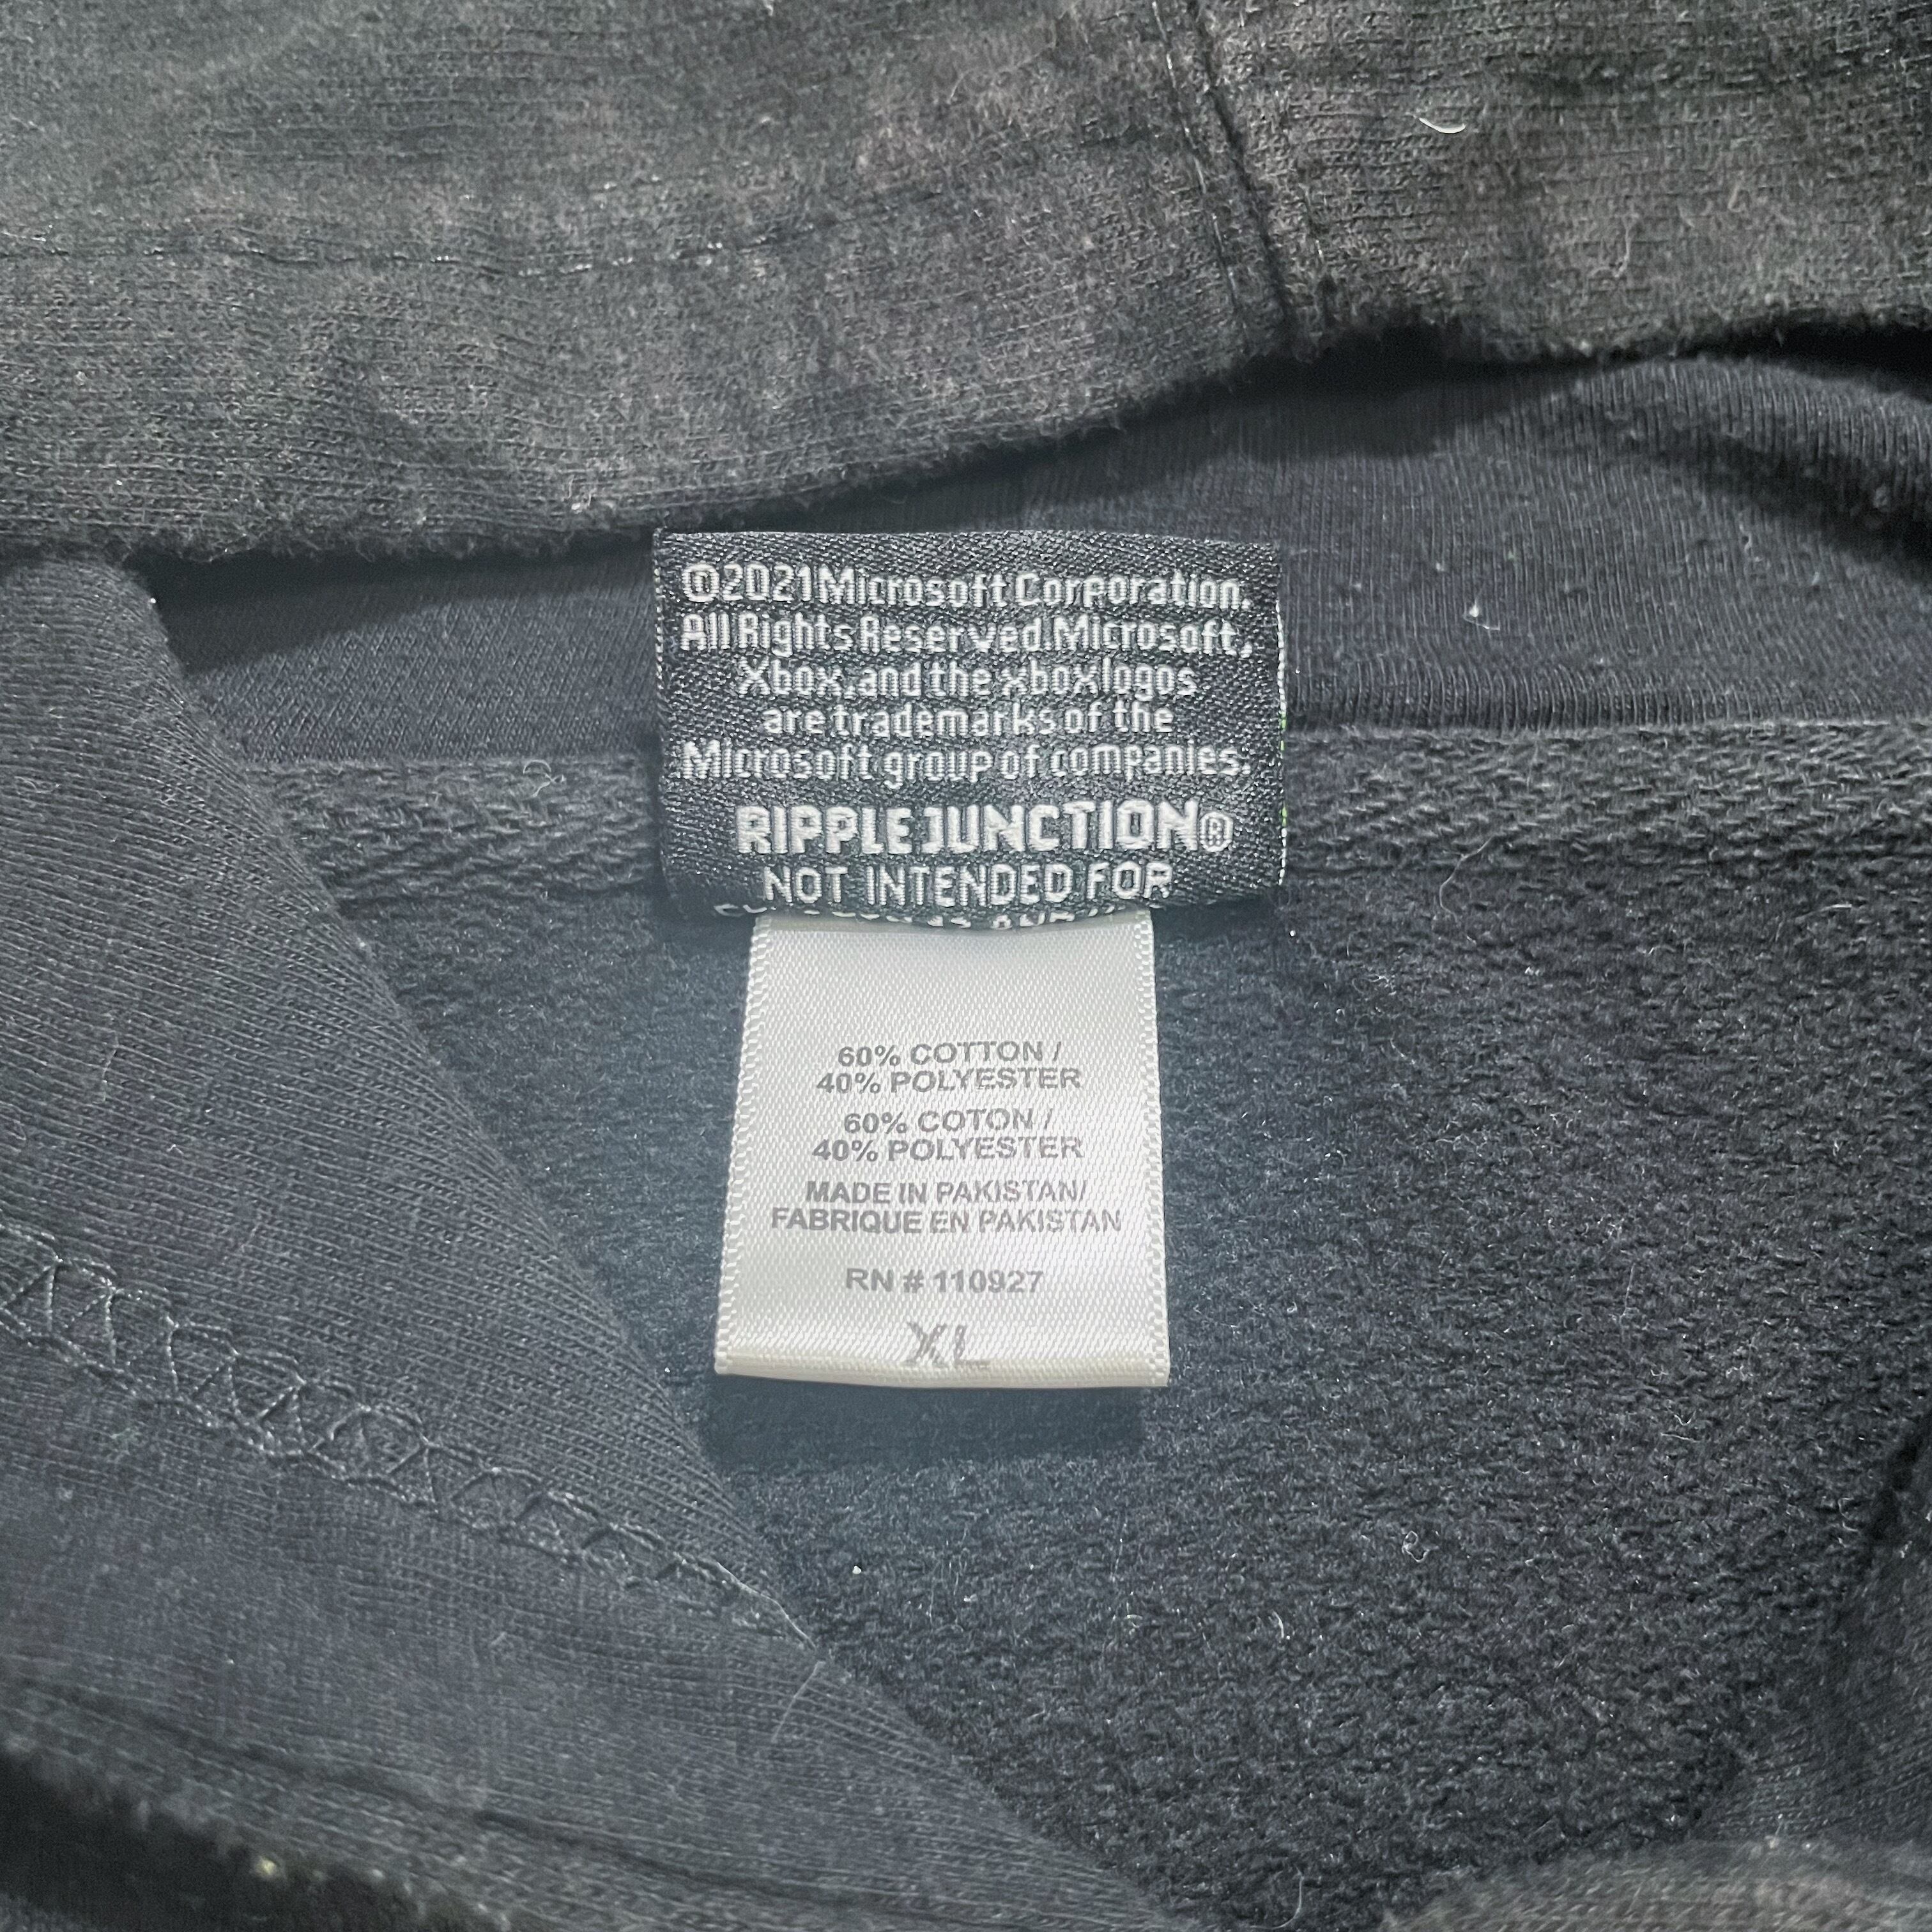 ©2021 Microsoft Corporation.
All Rights Reserved Microsoft,
Xbox, and the xbox logos
are trademarks of the
Microsoft group of companies.
RIPPLE JUNCTION®
NOT INTENDED FOR
60% COTTON /
40% POLYESTER
60% COTON /
40% POLYESTER
MADE IN PAKISTAN/
FABRIQUE EN PAKISTAN
RN # 110927
XL